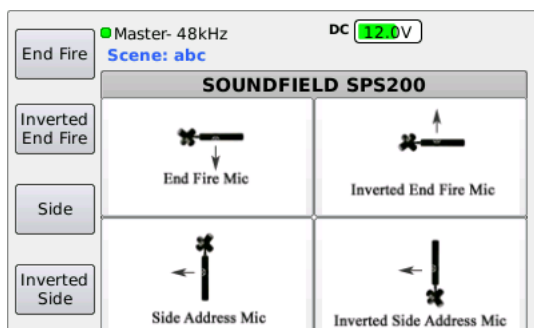 Master- 48kHz
DC 12.0V
Scene: abc
End Fire
Inverted
End Fire
Side
Inverted
Side
SOUNDFIELD SPS200
End Fire Mic
Inverted End Fire Mic
Side Address Mic
Inverted Side Address Mic